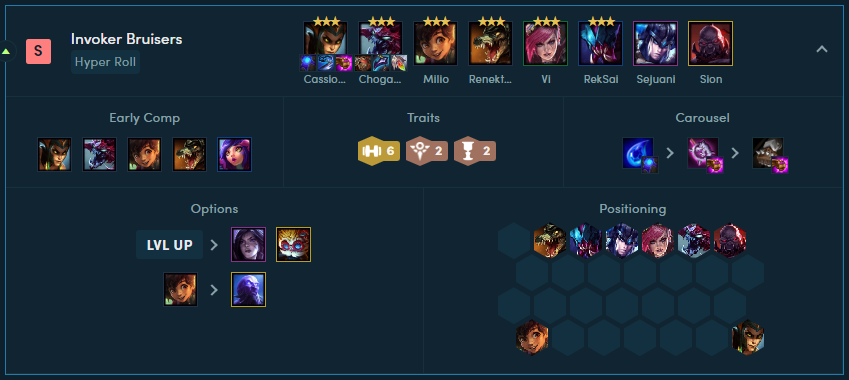 S
Invoker Bruisers
Hyper Roll
Cassio...
Choga...
Milio
Renekt...
Vi
RekSai
Sejuani
Sion
Early Comp
Traits
Carousel
6
2
2
Options
Positioning
LVL UP